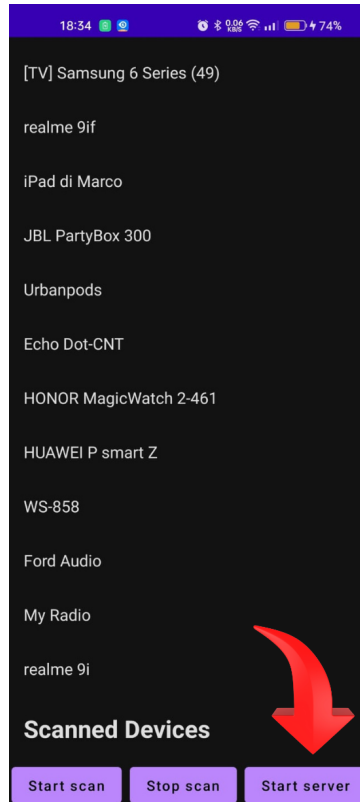 18:34 0.06 KB/S 74%
[TV] Samsung 6 Series (49)
realme 9if
iPad di Marco
JBL PartyBox 300
Urbanpods
Echo Dot-CNT
HONOR MagicWatch 2-461
HUAWEI P smart Z
WS-858
Ford Audio
My Radio
realme 9i
Scanned Devices
Start scan Stop scan Start server